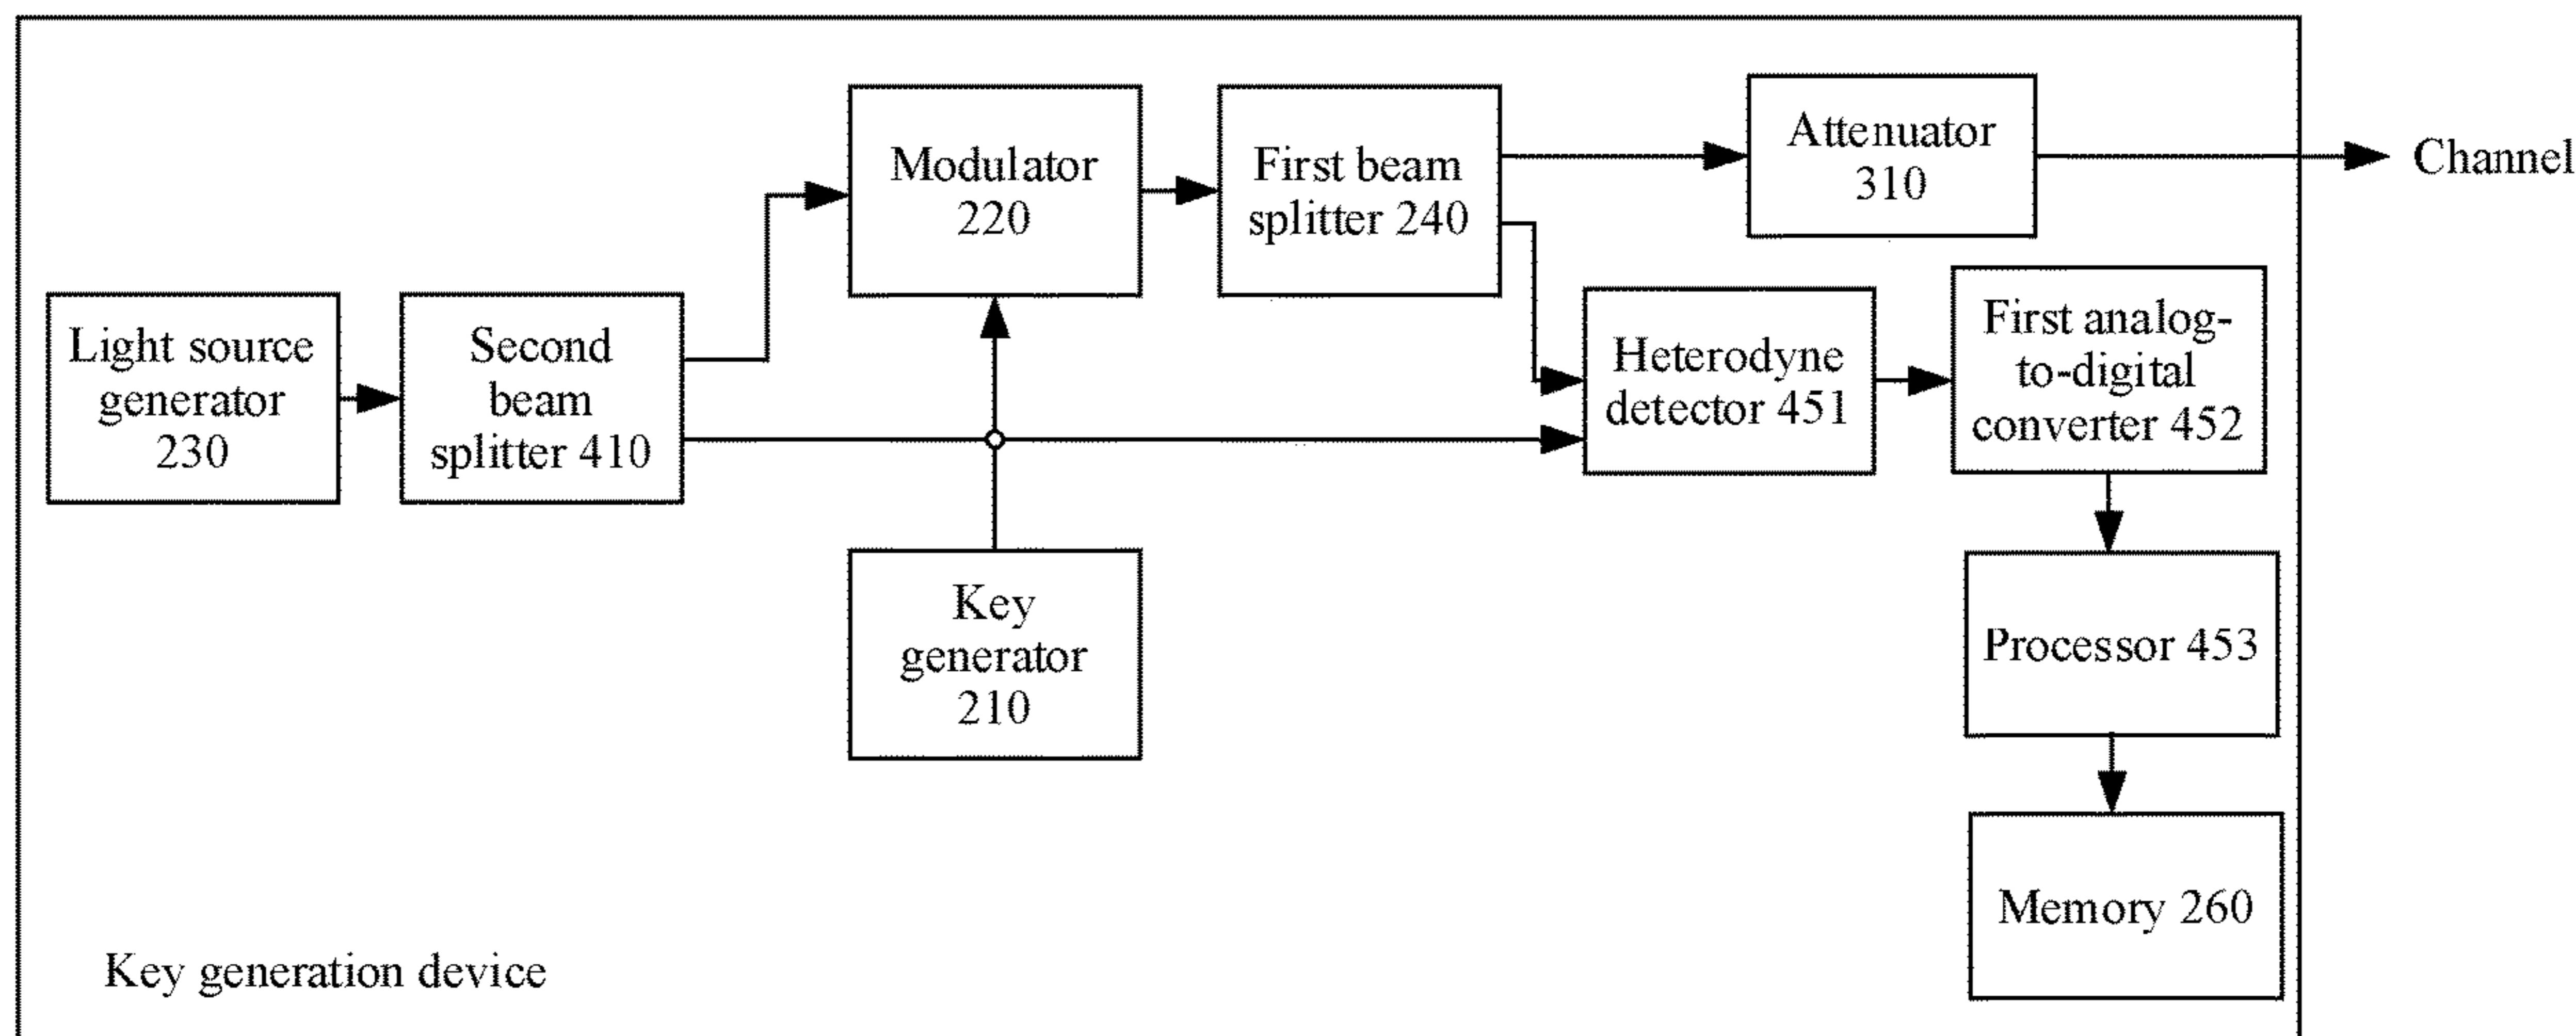 Modulator
220
First beam
splitter 240
Attenuator
310
Channel
Light source
generator
230
Second
beam
splitter 410
Heterodyne
detector 451
First analog-
to-digital
converter 452
Key
generator
210
Processor 453
Memory 260
Key generation device